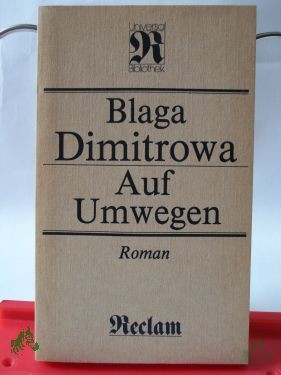 Universal
R
Bibliothek
Blaga
Dimitrowa
Auf
Umwegen
Roman
Reclam